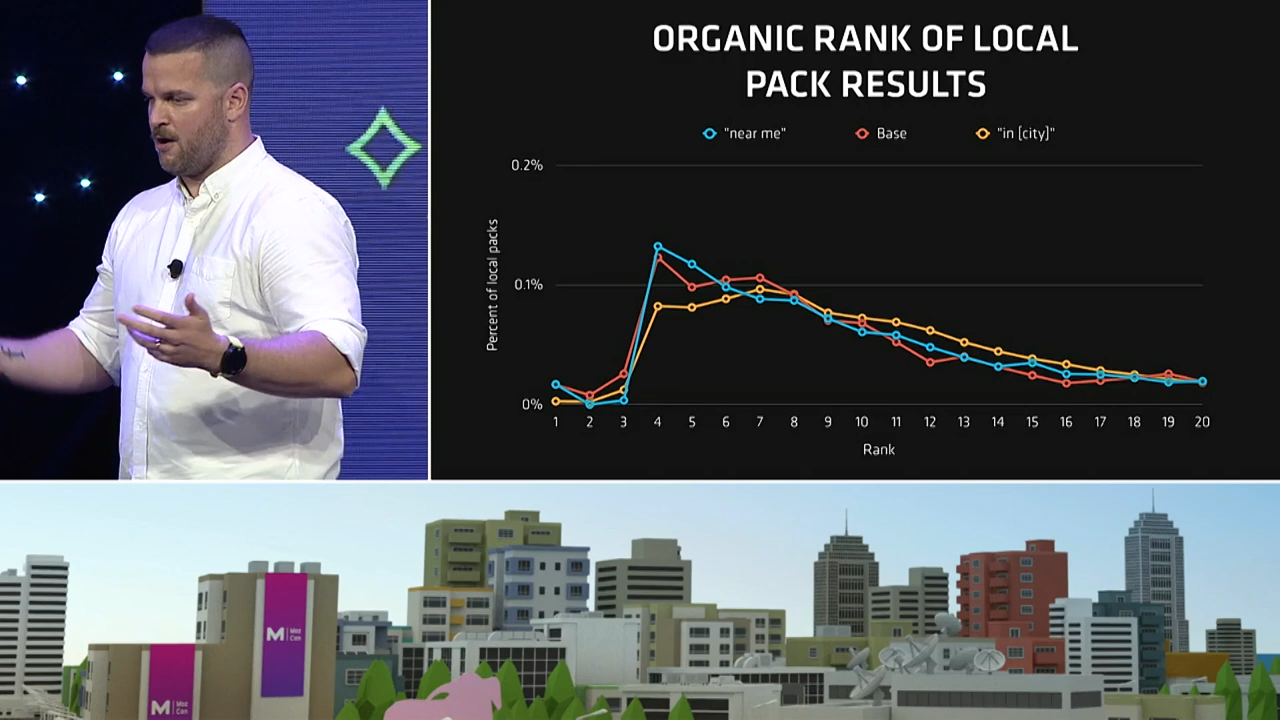 ORGANIC RANK OF LOCAL
PACK RESULTS
"near me" Base "in [city]"
0.2%
0.1%
0%
Percent of local packs
1 2 3 4 5 6 7 8 9 10 11 12 13 14 15 16 17 18 19 20
Rank
M Moz
Con
M Moz
Con